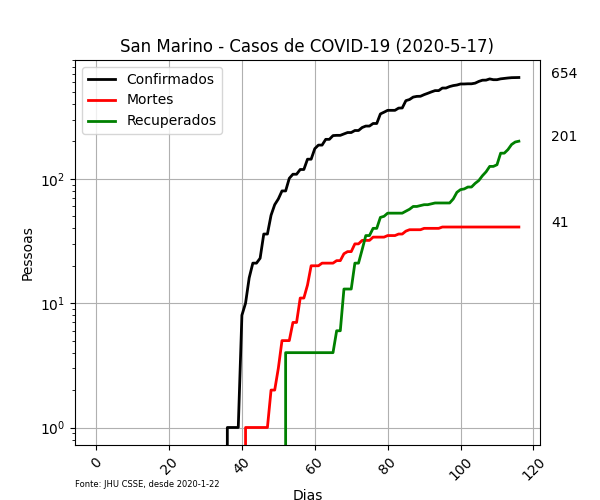 San Marino - Casos de COVID-19 (2020-5-17)
Confirmados
Mortes
Recuperados
654
201
41
Pessoas
10²
10¹
10⁰
0 20 40 60 80 100 120
Fonte: JHU CSSE, desde 2020-1-22
Dias